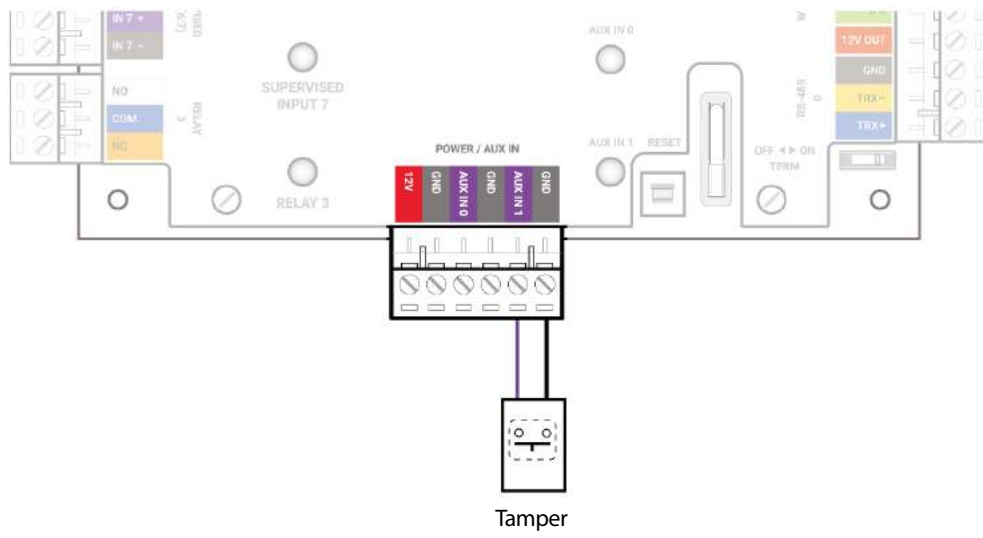 IN 7 +
IN 7 –
NO
COM
NC
RELAY
3
SUPERVISED
INPUT 7
RELAY 3
POWER / AUX IN
12V
GND
AUX IN 0
GND
AUX IN 1
GND
AUX IN 0
AUX IN 1
RESET
OFF ◄ ► ON
TERM
W
12V OUT
GND
TRX–
TRX+
RS-485
0
Tamper